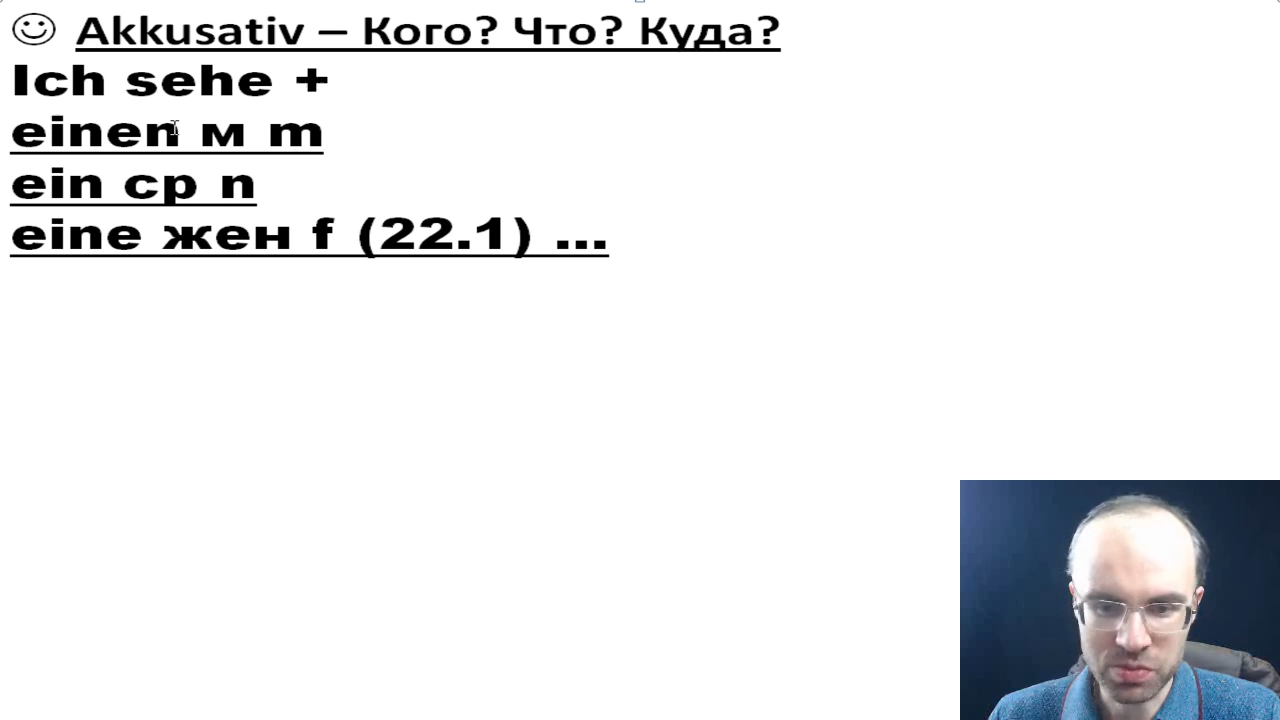 ☺ Akkusativ – Кого? Что? Куда?
Ich sehe +
einen м m
ein ср n
eine жен f (22.1) ...